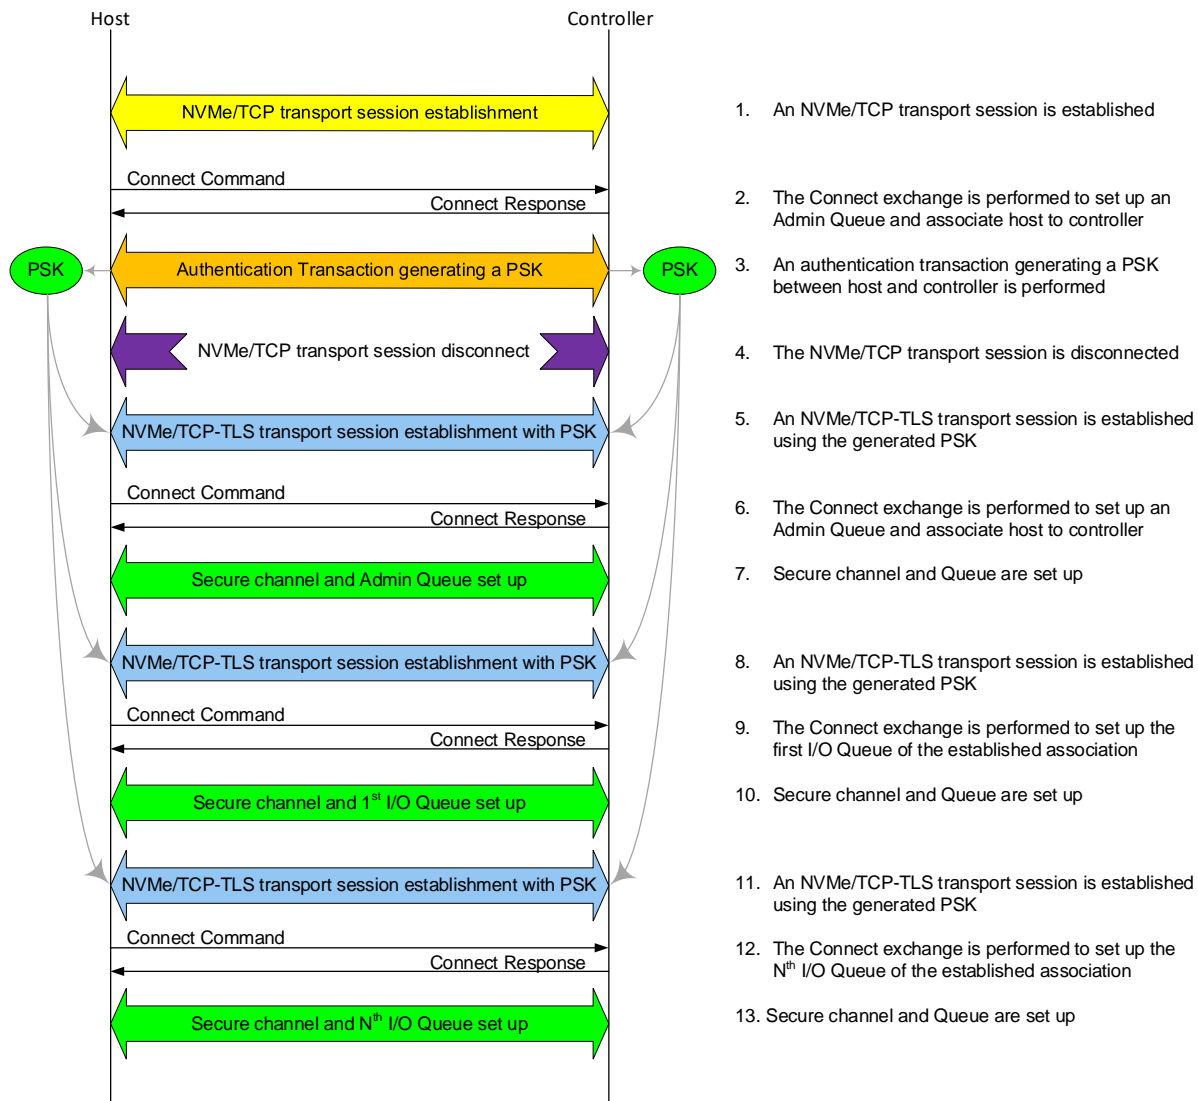 Host
Controller
NVMe/TCP transport session establishment
1. An NVMe/TCP transport session is established
Connect Command
Connect Response
2. The Connect exchange is performed to set up an
Admin Queue and associate host to controller
PSK
Authentication Transaction generating a PSK
PSK
3. An authentication transaction generating a PSK
between host and controller is performed
NVMe/TCP transport session disconnect
4. The NVMe/TCP transport session is disconnected
NVMe/TCP-TLS transport session establishment with PSK
5. An NVMe/TCP-TLS transport session is established
using the generated PSK
Connect Command
Connect Response
6. The Connect exchange is performed to set up an
Admin Queue and associate host to controller
Secure channel and Admin Queue set up
7. Secure channel and Queue are set up
NVMe/TCP-TLS transport session establishment with PSK
8. An NVMe/TCP-TLS transport session is established
using the generated PSK
Connect Command
Connect Response
9. The Connect exchange is performed to set up the
first I/O Queue of the established association
Secure channel and 1st I/O Queue set up
10. Secure channel and Queue are set up
NVMe/TCP-TLS transport session establishment with PSK
11. An NVMe/TCP-TLS transport session is established
using the generated PSK
Connect Command
Connect Response
12. The Connect exchange is performed to set up the
Nth I/O Queue of the established association
Secure channel and Nth I/O Queue set up
13. Secure channel and Queue are set up